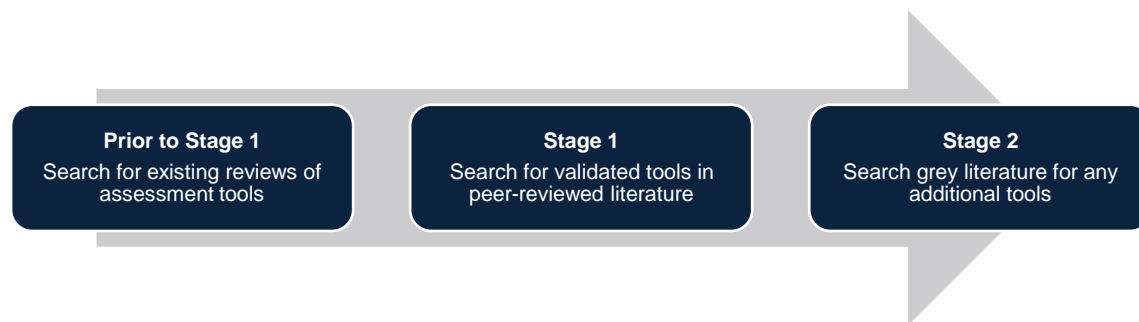 Prior to Stage 1
Search for existing reviews of
assessment tools
Stage 1
Search for validated tools in
peer-reviewed literature
Stage 2
Search grey literature for any
additional tools